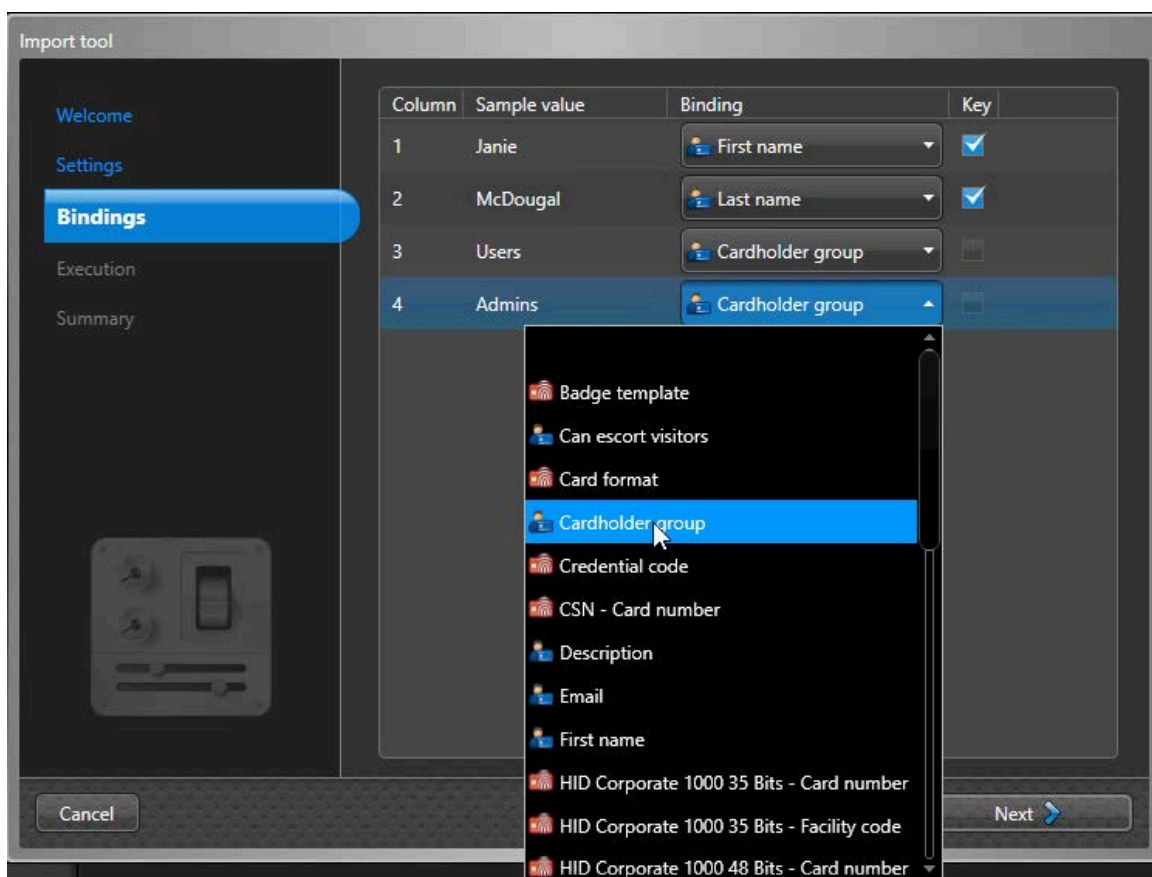 Import tool
Welcome
Settings
Bindings
Execution
Summary
Column Sample value Binding Key
1 Janie First name
2 McDougal Last name
3 Users Cardholder group
4 Admins Cardholder group
Badge template
Can escort visitors
Card format
Cardholder group
Credential code
CSN - Card number
Description
Email
First name
HID Corporate 1000 35 Bits - Card number
HID Corporate 1000 35 Bits - Facility code
HID Corporate 1000 48 Bits - Card number
Cancel Next